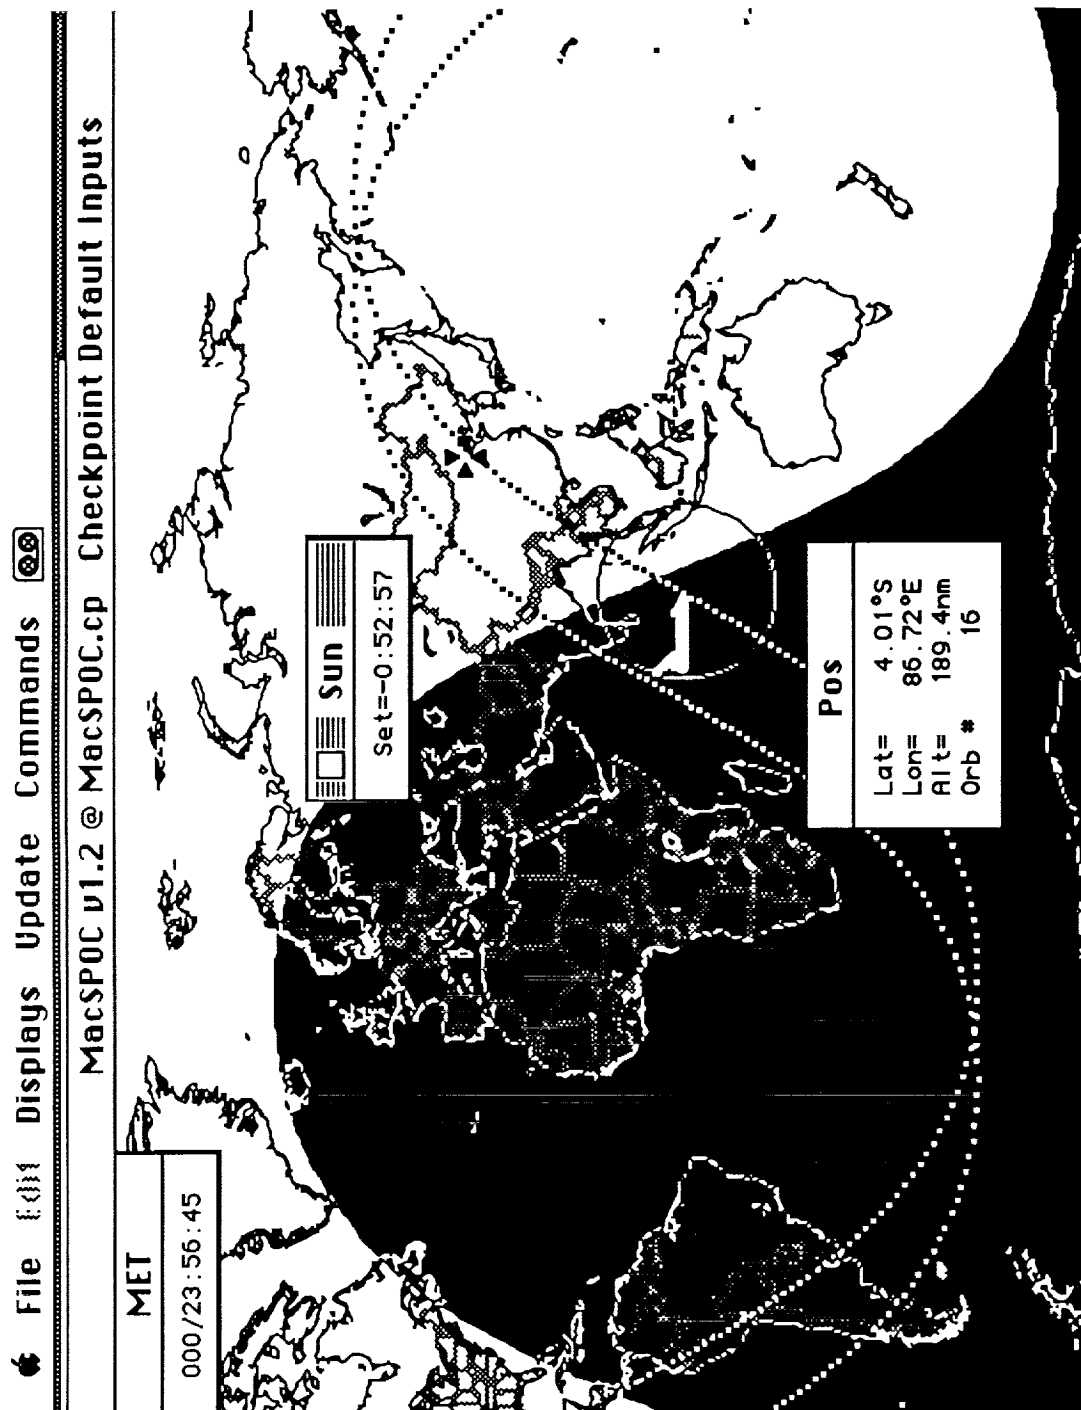 File Edit Displays Update Commands
MacSPOC v1.2 @ MacSPOC.cp Checkpoint Default Inputs
MET
000/23:56:45
Sun
Set=-0:52:57
Pos
Lat= 4.01°S
Lon= 86.72°E
Alt= 189.4nm
Orb # 16